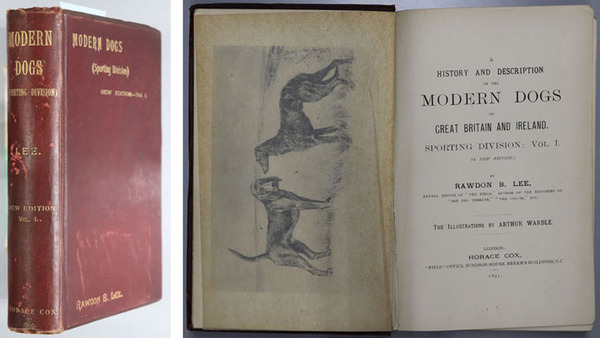 MODERN
DOGS
(SPORTING DIVISION)
LEE.
NEW EDITION
VOL. I.
HORACE COX
MODERN DOGS
(Sporting Division)
NEW EDITION—VOL. I.
RAWDON B. LEE.
A
HISTORY AND DESCRIPTION
OF THE
MODERN DOGS
OF
GREAT BRITAIN AND IRELAND.
SPORTING DIVISION: VOL. I.
(A NEW EDITION.)
BY
RAWDON B. LEE,
KENNEL EDITOR OF "THE FIELD," AUTHOR OF THE HISTORIES OF
"THE FOX TERRIER," "THE COLLIE," ETC.
THE ILLUSTRATIONS BY ARTHUR WARDLE.
LONDON:
HORACE COX,
"FIELD" OFFICE, WINDSOR HOUSE, BREAM'S BUILDINGS, E.C.